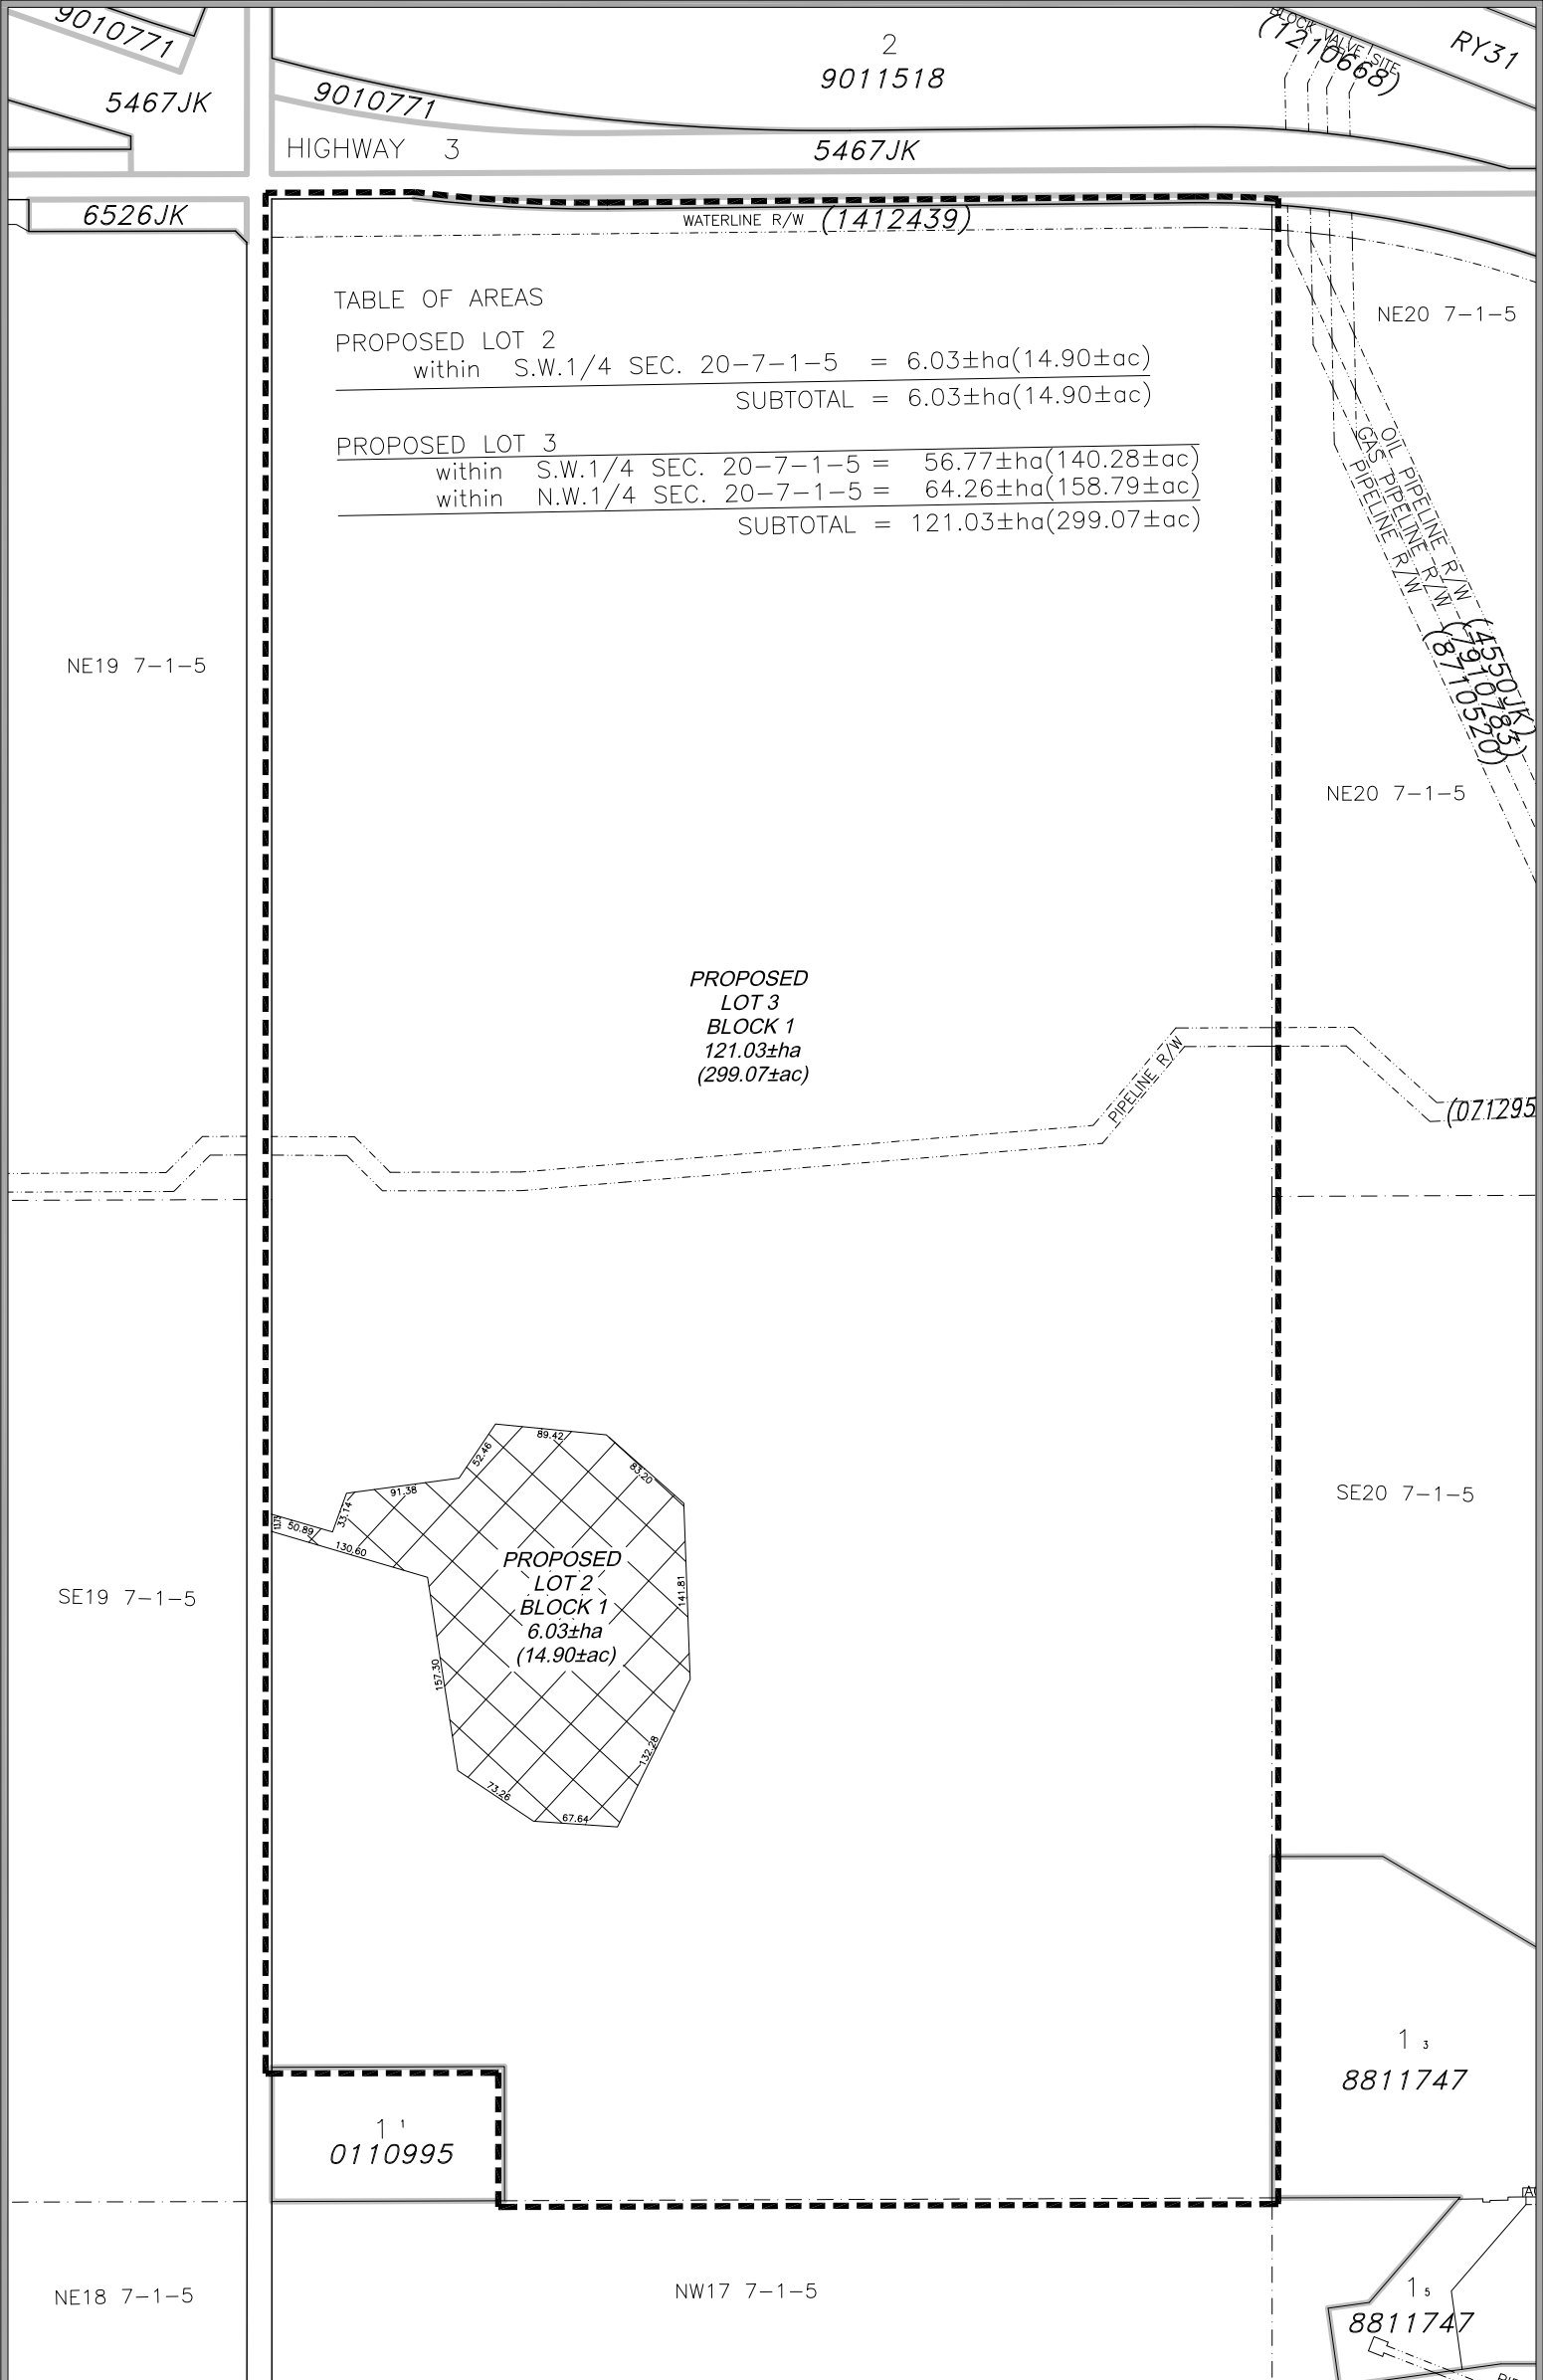 9010771
5467JK
9010771
HIGHWAY 3
2
9011518
5467JK
BLOCK VALVE SITE
(1210668)
RY31
6526JK
WATERLINE R/W (1412439)
TABLE OF AREAS
PROPOSED LOT 2
within S.W.1/4 SEC. 20-7-1-5 = 6.03±ha(14.90±ac)
SUBTOTAL = 6.03±ha(14.90±ac)
PROPOSED LOT 3
within S.W.1/4 SEC. 20-7-1-5 = 56.77±ha(140.28±ac)
within N.W.1/4 SEC. 20-7-1-5 = 64.26±ha(158.79±ac)
SUBTOTAL = 121.03±ha(299.07±ac)
NE20 7-1-5
OIL PIPELINE R/W (4550JK)
GAS PIPELINE R/W (7910783)
PIPELINE R/W (8710520)
NE19 7-1-5
NE20 7-1-5
PROPOSED
LOT 3
BLOCK 1
121.03±ha
(299.07±ac)
PIPELINE R/W
(071295
89.42
52.46
83.20
91.38
33.14
50.89
130.60
PROPOSED
LOT 2
BLOCK 1
6.03±ha
(14.90±ac)
141.81
157.30
132.28
73.26
67.64
SE20 7-1-5
SE19 7-1-5
1 3
8811747
1 1
0110995
NE18 7-1-5
NW17 7-1-5
1 5
8811747